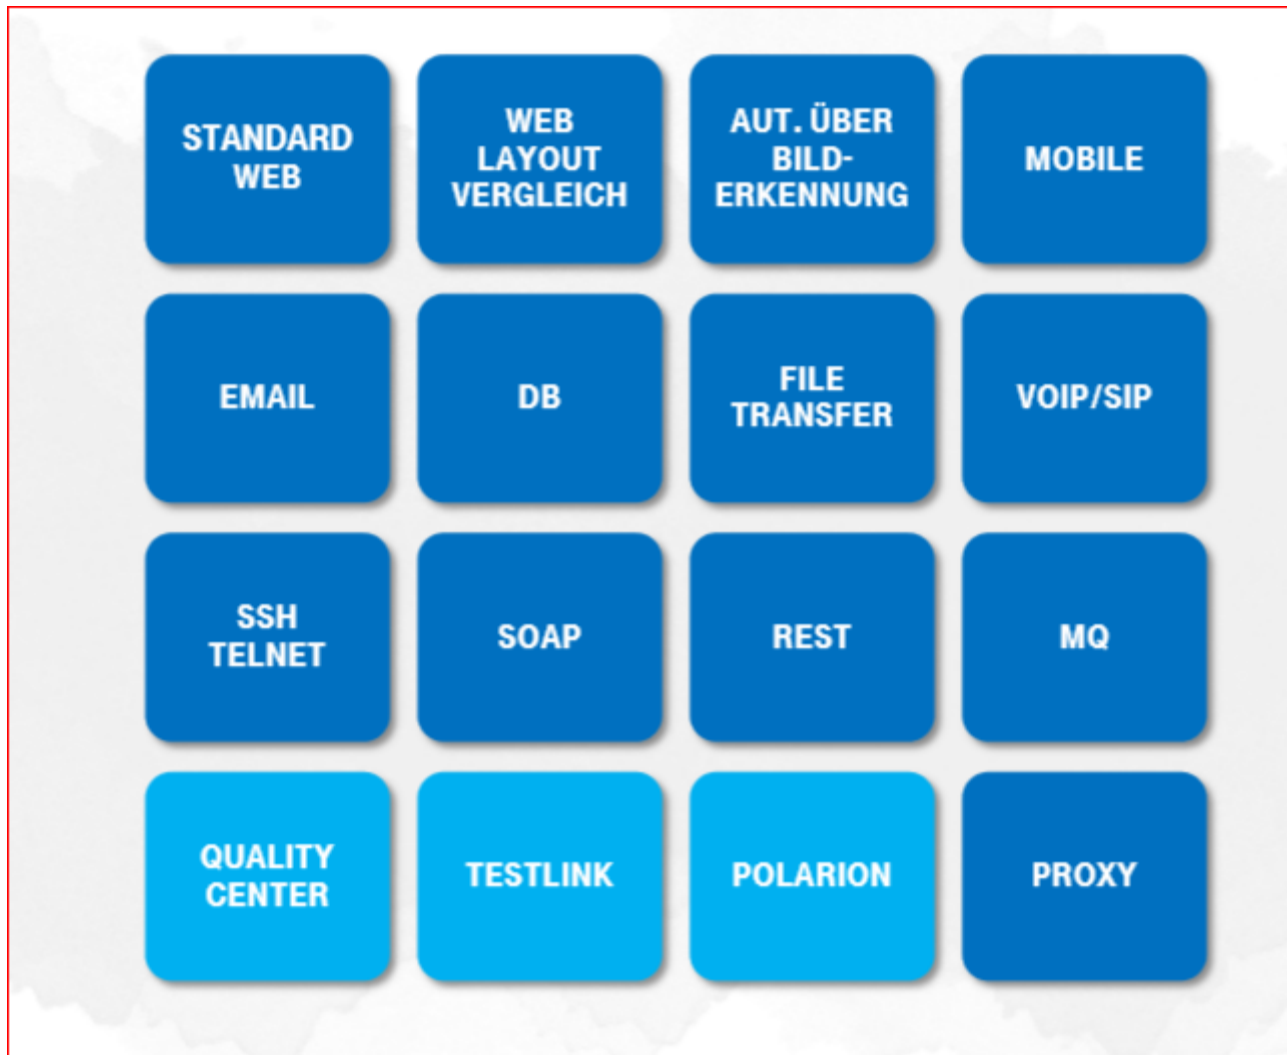 STANDARD
WEB
WEB
LAYOUT
VERGLEICH
AUT. ÜBER
BILD-
ERKENNUNG
MOBILE
EMAIL
DB
FILE
TRANSFER
VOIP/SIP
SSH
TELNET
SOAP
REST
MQ
QUALITY
CENTER
TESTLINK
POLARION
PROXY